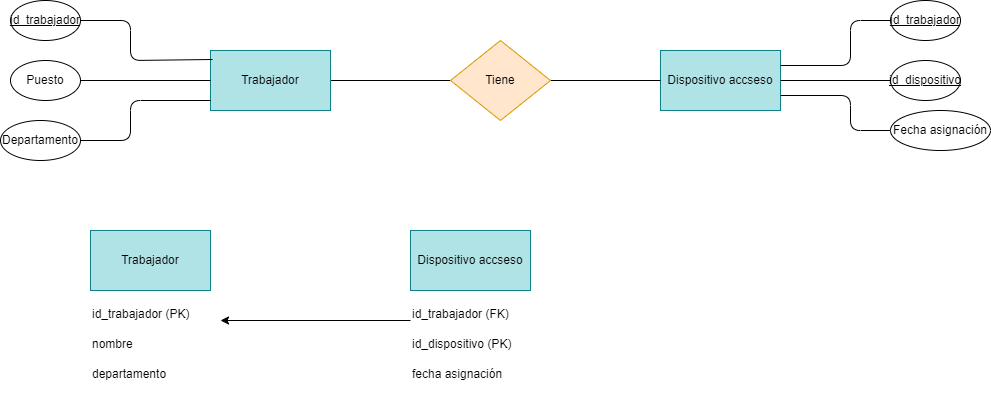 id_trabajador
Puesto
Departamento
Trabajador
Tiene
Dispositivo accseso
id_trabajador
id_dispositivo
Fecha asignación
Trabajador
id_trabajador (PK)
nombre
departamento
Dispositivo accseso
id_trabajador (FK)
id_dispositivo (PK)
fecha asignación